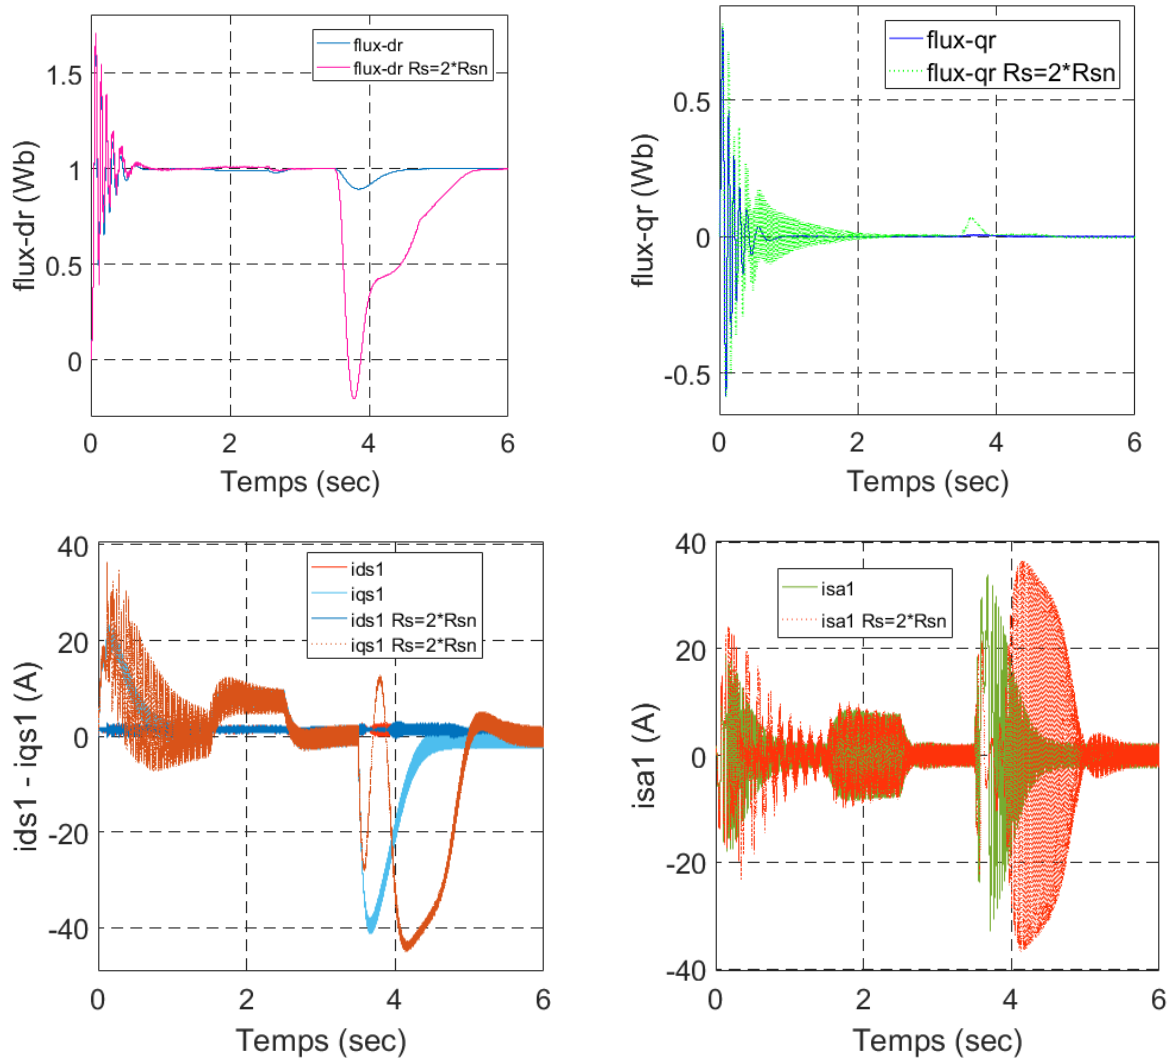 flux-dr
flux-dr Rs=2*Rsn
1.5
1
0.5
0
flux-dr (Wb)
0
2
4
6
Temps (sec)
flux-qr
flux-qr Rs=2*Rsn
0.5
0
-0.5
flux-qr (Wb)
0
2
4
6
Temps (sec)
ids1
iqs1
ids1 Rs=2*Rsn
iqs1 Rs=2*Rsn
40
20
0
-20
-40
ids1 - iqs1 (A)
0
2
4
6
Temps (sec)
isa1
isa1 Rs=2*Rsn
40
20
0
-20
-40
isa1 (A)
0
2
4
6
Temps (sec)